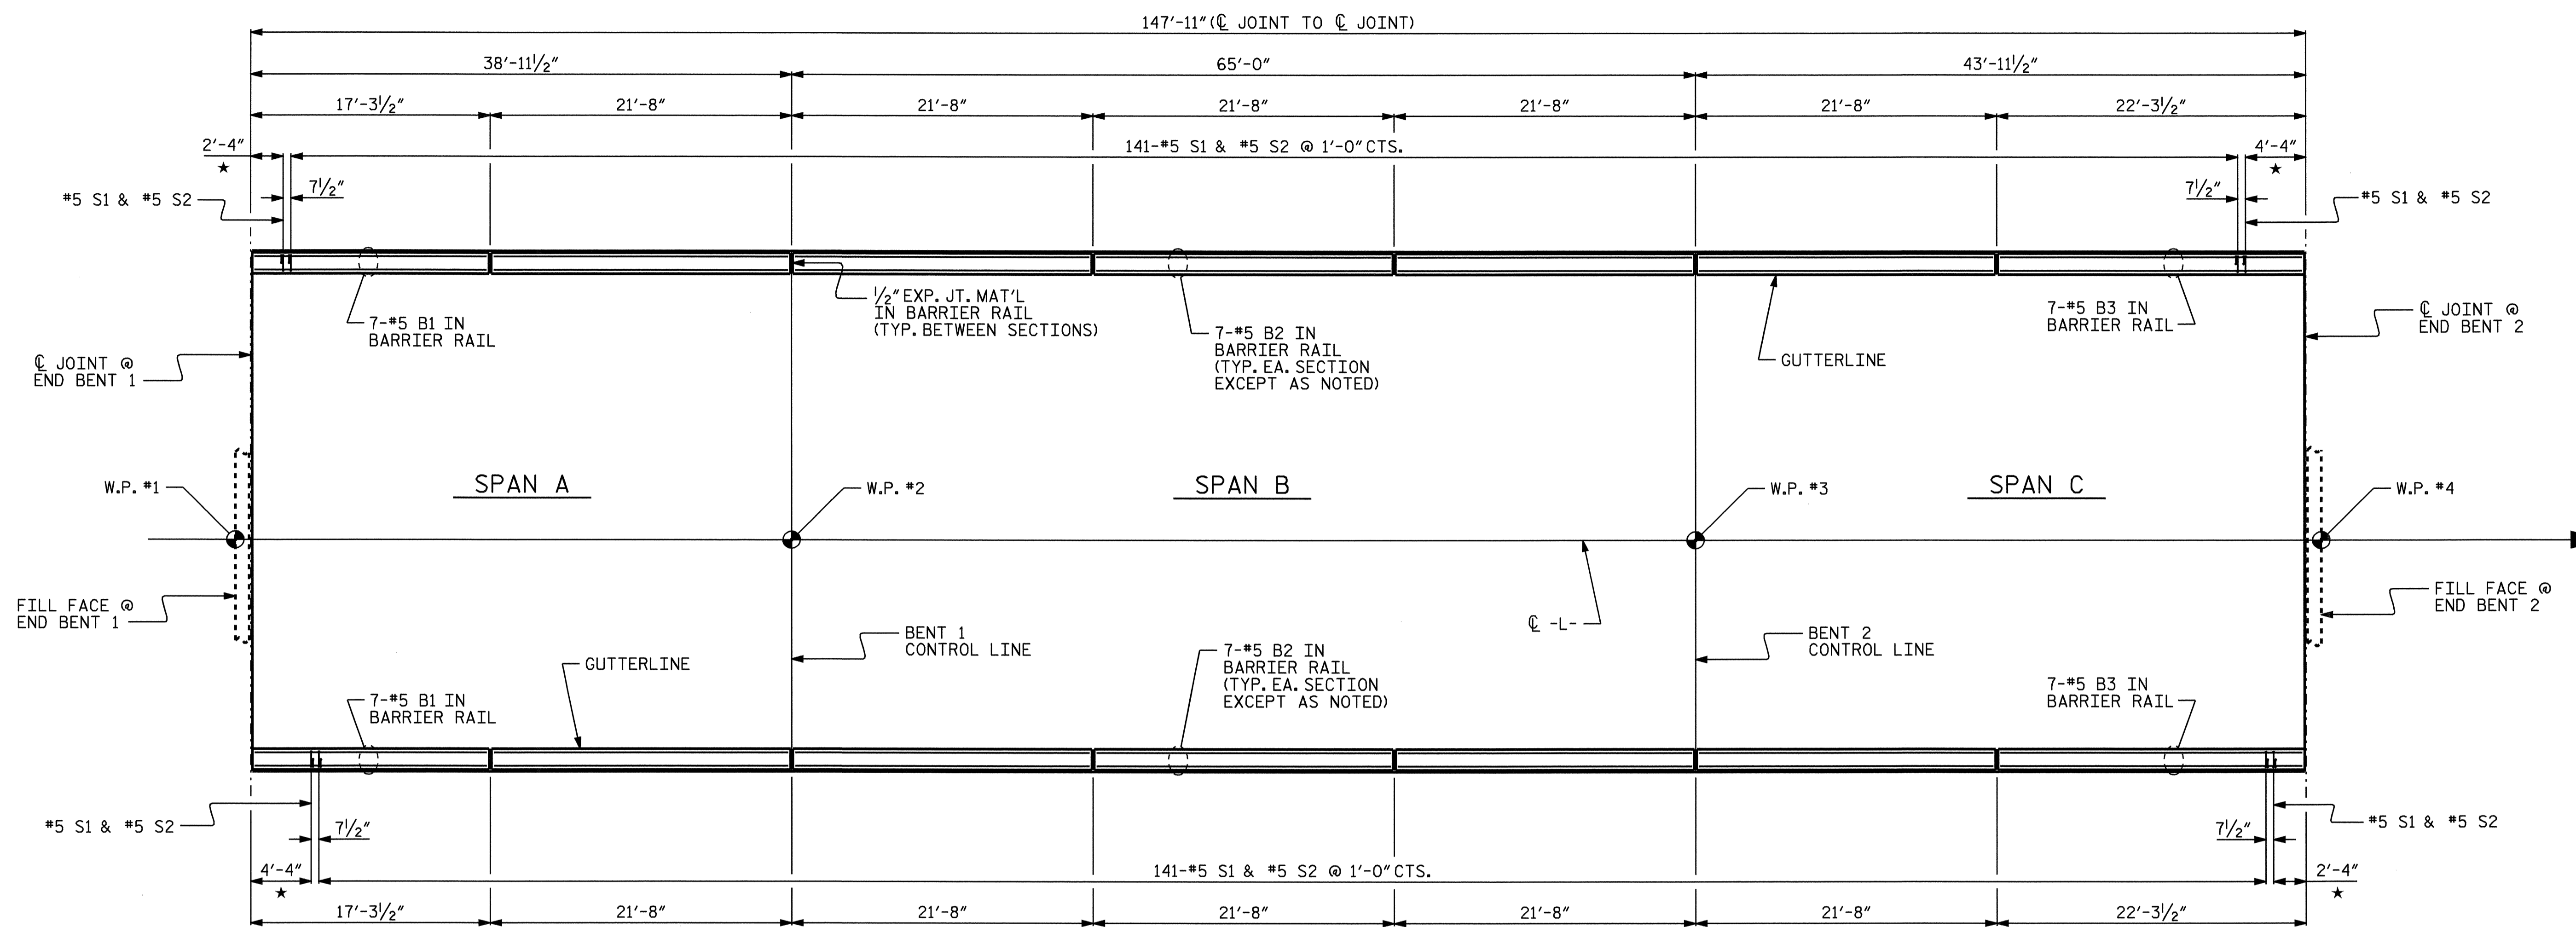 147'-11" (℄ JOINT TO ℄ JOINT)
38'-11½" 65'-0" 43'-11½"
17'-3½" 21'-8" 21'-8" 21'-8" 21'-8" 21'-8" 22'-3½"
2'-4" 141-#5 S1 & #5 S2 @ 1'-0" CTS. 4'-4"
★ ★
7½" 7½"
#5 S1 & #5 S2 #5 S1 & #5 S2
7-#5 B1 IN
BARRIER RAIL
½" EXP. JT. MAT'L
IN BARRIER RAIL
(TYP. BETWEEN SECTIONS)
7-#5 B2 IN
BARRIER RAIL
(TYP. EA. SECTION
EXCEPT AS NOTED)
GUTTERLINE
7-#5 B3 IN
BARRIER RAIL
℄ JOINT @
END BENT 2
℄ JOINT @
END BENT 1
SPAN A SPAN B SPAN C
W.P. #1 W.P. #2 W.P. #3 W.P. #4
FILL FACE @
END BENT 1
GUTTERLINE
BENT 1
CONTROL LINE
7-#5 B2 IN
BARRIER RAIL
(TYP. EA. SECTION
EXCEPT AS NOTED)
℄ -L-
BENT 2
CONTROL LINE
FILL FACE @
END BENT 2
7-#5 B1 IN
BARRIER RAIL
7-#5 B3 IN
BARRIER RAIL
#5 S1 & #5 S2 #5 S1 & #5 S2
7½" 7½"
4'-4" 141-#5 S1 & #5 S2 @ 1'-0" CTS. 2'-4"
★ ★
17'-3½" 21'-8" 21'-8" 21'-8" 21'-8" 21'-8" 22'-3½"